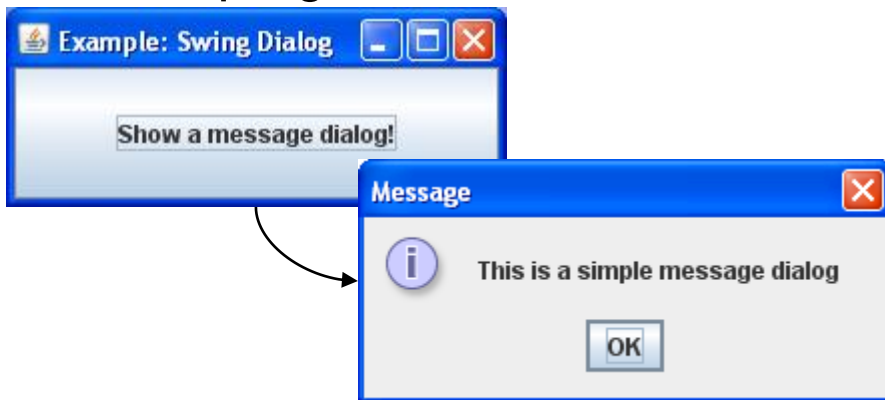 Example: Swing Dialog
Show a message dialog!
Message
i
This is a simple message dialog
OK